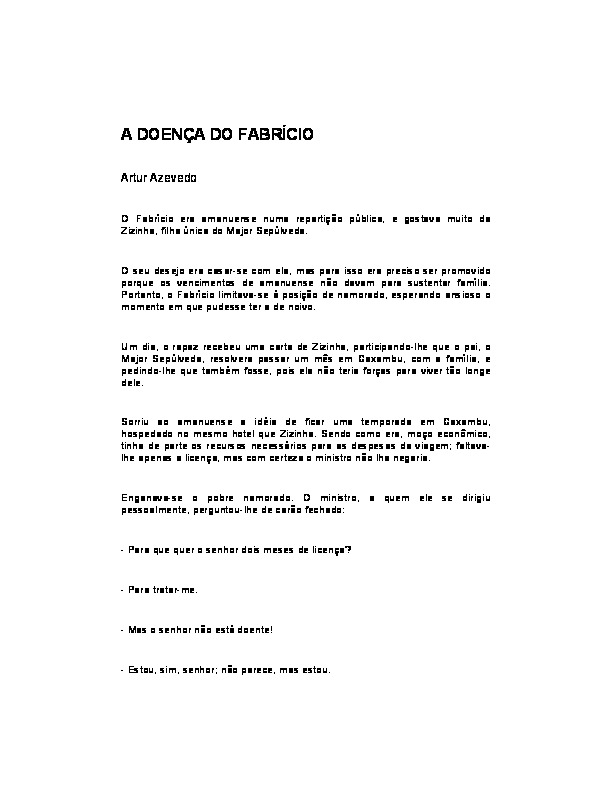 A DOENÇA DO FABRÍCIO
Artur Azevedo
O Fabrício era amanuense numa repartição pública, e gostava muito da
Zizinha, filha única do Major Sepúlveda.
O seu desejo era casar-se com ela, mas para isso era preciso ser promovido
porque os vencimentos de amanuense não davam para sustentar família.
Portanto, o Fabrício limitava-se à posição de namorado, esperando ansioso o
momento em que pudesse ter a de noivo.
Um dia, o rapaz recebeu uma carta de Zizinha, participando-lhe que o pai, o
Major Sepúlveda, resolvera passar um mês em Caxambu, com a família, e
pedindo-lhe que também fosse, pois ela não teria forças para viver tão longe
dele.
Sorriu ao amanuense a idéia de ficar uma temporada em Caxambu,
hospedado no mesmo hotel que Zizinha. Sendo como era, moço econômico,
tinha de parte os recursos necessários para as despesas da viagem; faltava-
lhe apenas a licença, mas com certeza o ministro não lha negaria.
Enganava-se o pobre namorado. O ministro, a quem ele se dirigiu
pessoalmente, perguntou-lhe de carão fechado:
- Para que quer o senhor dois meses de licença?
- Para tratar-me.
- Mas o senhor não está doente!
- Estou, sim, senhor; não parece, mas estou.